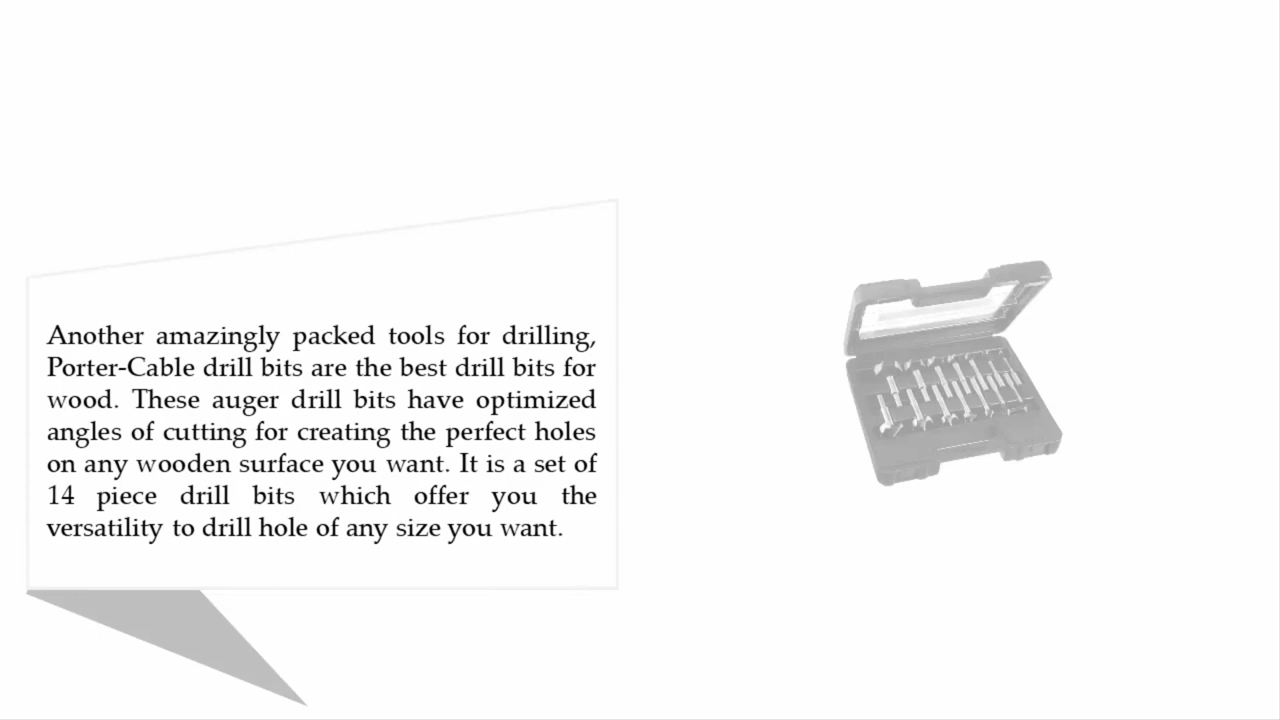 Another amazingly packed tools for drilling,
Porter-Cable drill bits are the best drill bits for
wood. These auger drill bits have optimized
angles of cutting for creating the perfect holes
on any wooden surface you want. It is a set of
14 piece drill bits which offer you the
versatility to drill hole of any size you want.